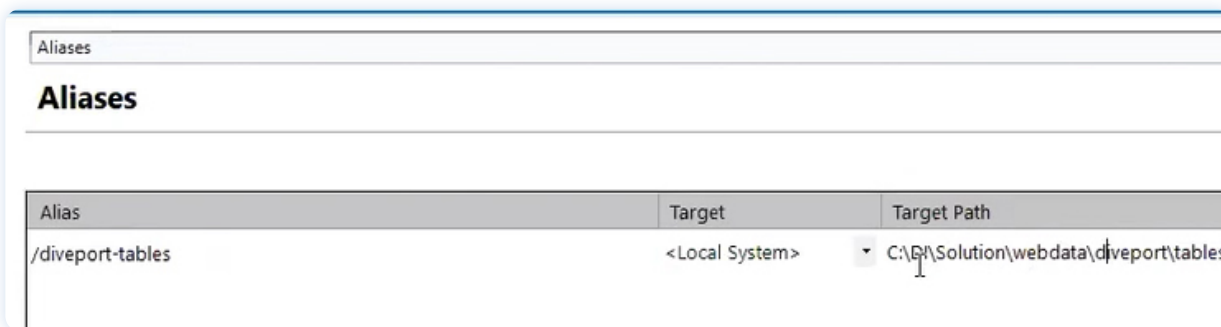 Aliases
Aliases
Alias Target Target Path
/diveport-tables <Local System> C:\DI\Solution\webdata\diveport\tables